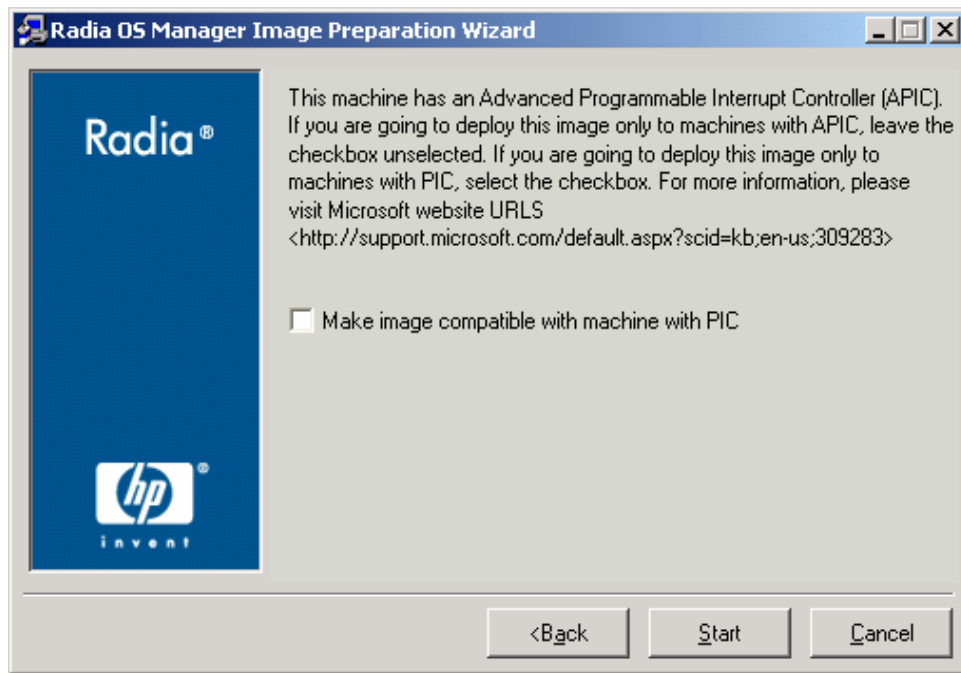 Radia OS Manager Image Preparation Wizard
Radia®
hp®
invent
This machine has an Advanced Programmable Interrupt Controller (APIC).
If you are going to deploy this image only to machines with APIC, leave the
checkbox unselected. If you are going to deploy this image only to
machines with PIC, select the checkbox. For more information, please
visit Microsoft website URLS
<http://support.microsoft.com/default.aspx?scid=kb;en-us;309283>
Make image compatible with machine with PIC
<Back
Start
Cancel